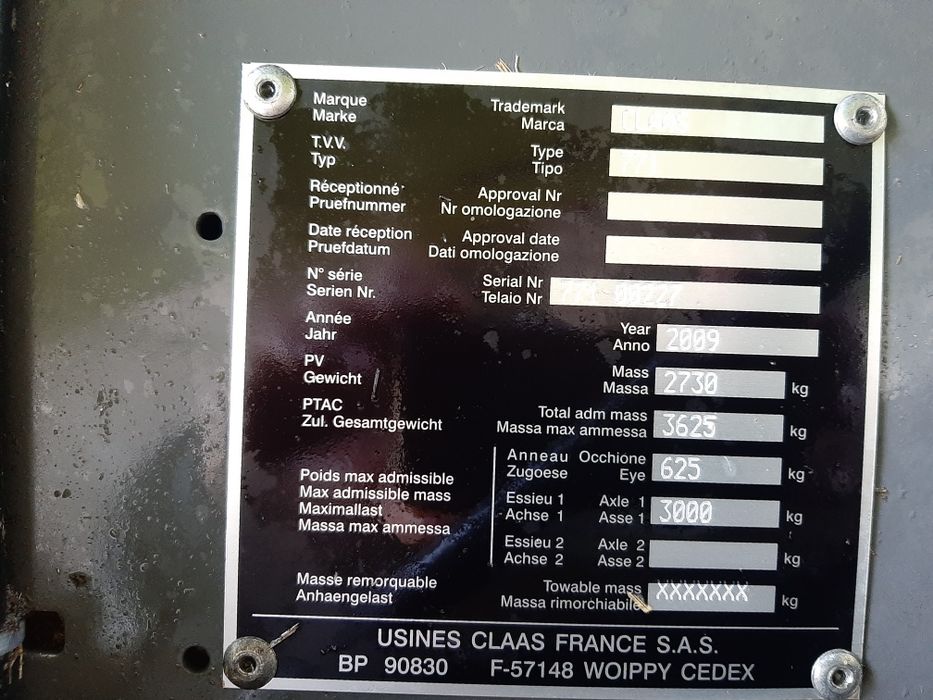 Marque Trademark
Marke Marca CLAAS
T.V.V. Type
Typ Tipo 771
Réceptionné Approval Nr
Pruefnummer Nr omologazione
Date réception Approval date
Pruefdatum Dati omologazione
N° série Serial Nr
Serien Nr. Telaio Nr
Année Year
Jahr Anno 2009
PV Mass
Gewicht Massa 2730 kg
PTAC Total adm mass
Zul. Gesamtgewicht Massa max ammessa 3625 kg
Poids max admissible
Max admissible mass
Maximallast
Massa max ammessa
Anneau Occhione
Zugoese Eye 625 kg
Essieu 1 Axle 1
Achse 1 Asse 1 3000 kg
Essieu 2 Axle 2
Achse 2 Asse 2 kg
Masse remorquable Towable mass
Anhaengelast Massa rimorchiabile XXXXXXX kg
USINES CLAAS FRANCE S.A.S.
BP 90830 F-57148 WOIPPY CEDEX